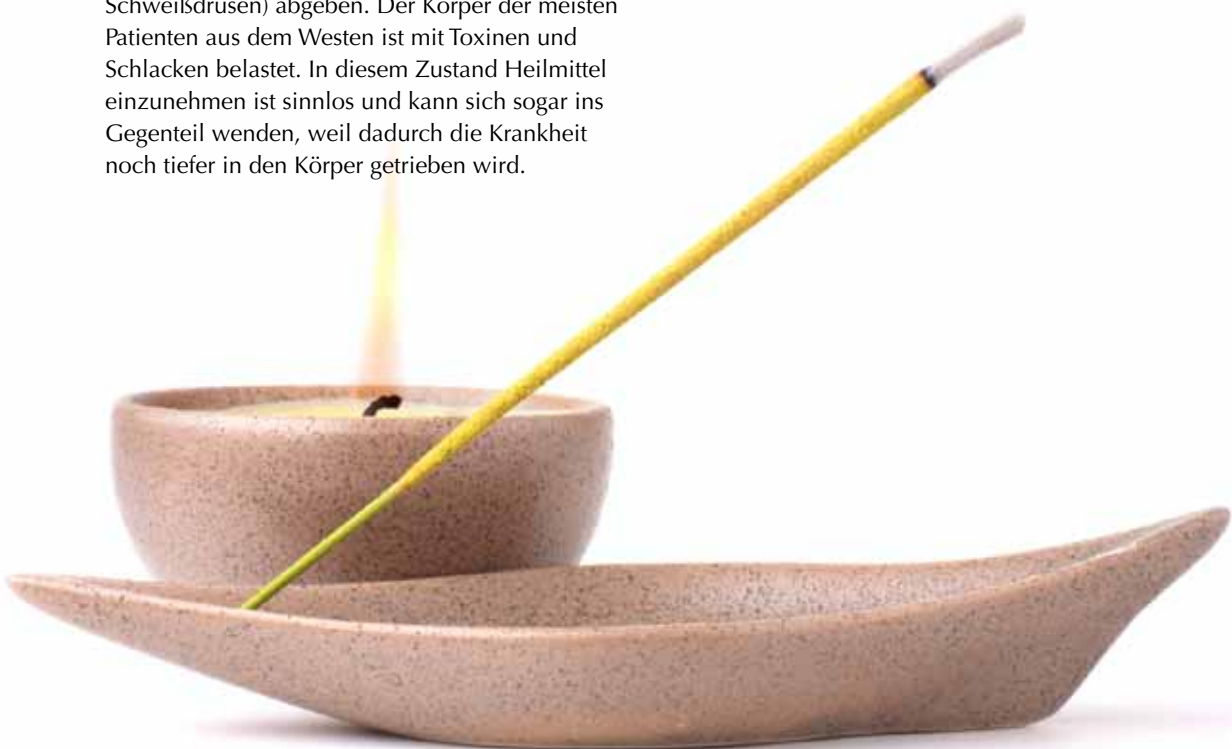 Schweißdrüsen) abgeben. Der Körper der meisten
Patienten aus dem Westen ist mit Toxinen und
Schlacken belastet. In diesem Zustand Heilmittel
einzunehmen ist sinnlos und kann sich sogar ins
Gegenteil wenden, weil dadurch die Krankheit
noch tiefer in den Körper getrieben wird.